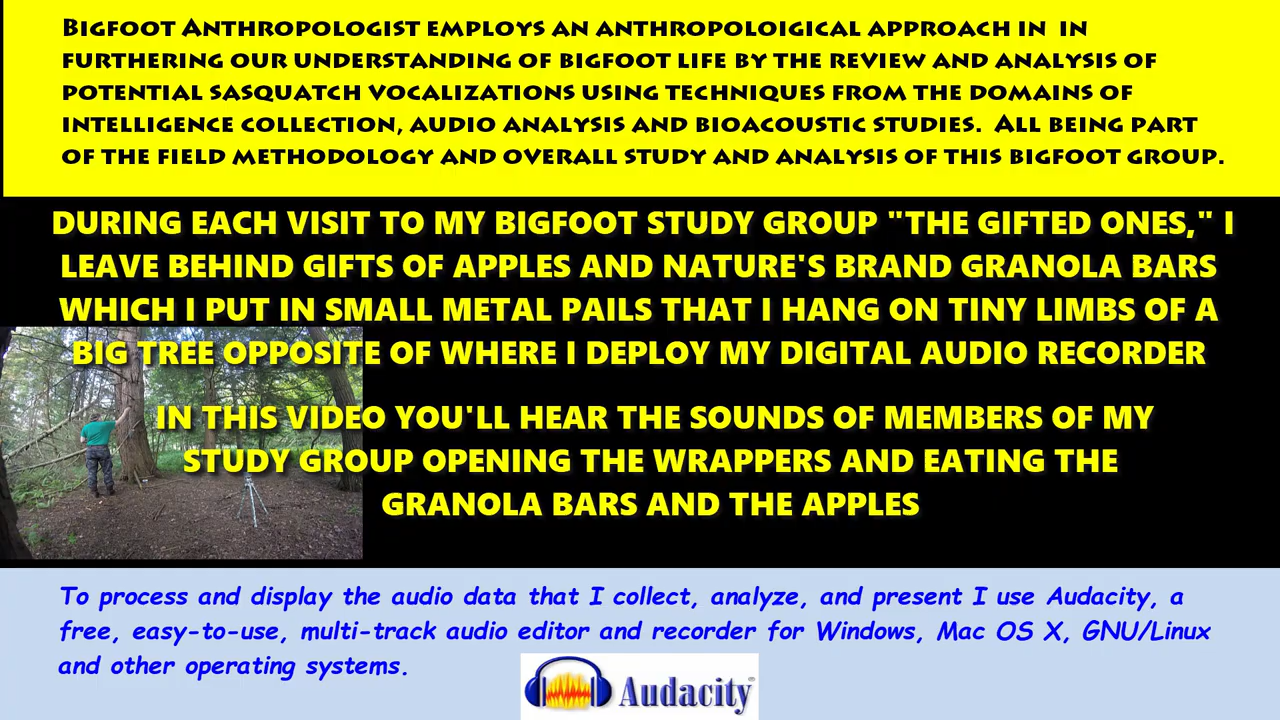 Bigfoot Anthropologist employs an anthropoloigical approach in in
furthering our understanding of bigfoot life by the review and analysis of
potential sasquatch vocalizations using techniques from the domains of
intelligence collection, audio analysis and bioacoustic studies. All being part
of the field methodology and overall study and analysis of this bigfoot group.
DURING EACH VISIT TO MY BIGFOOT STUDY GROUP "THE GIFTED ONES," I
LEAVE BEHIND GIFTS OF APPLES AND NATURE'S BRAND GRANOLA BARS
WHICH I PUT IN SMALL METAL PAILS THAT I HANG ON TINY LIMBS OF A
BIG TREE OPPOSITE OF WHERE I DEPLOY MY DIGITAL AUDIO RECORDER
IN THIS VIDEO YOU'LL HEAR THE SOUNDS OF MEMBERS OF MY
STUDY GROUP OPENING THE WRAPPERS AND EATING THE
GRANOLA BARS AND THE APPLES
To process and display the audio data that I collect, analyze, and present I use Audacity, a
free, easy-to-use, multi-track audio editor and recorder for Windows, Mac OS X, GNU/Linux
and other operating systems.
Audacity